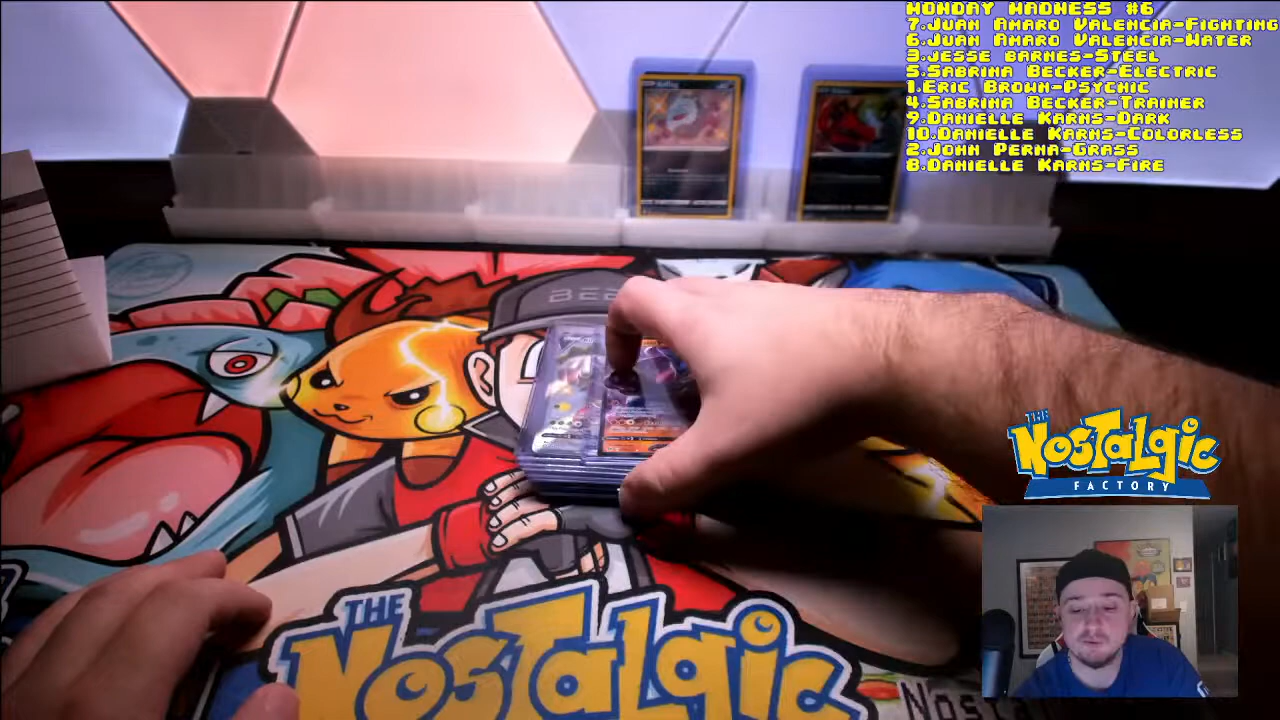 MONDAY MADNESS #6
7.JUAN AMARO VALENCIA-FIGHTING
6.JUAN AMARO VALENCIA-WATER
3.JESSE BARNES-STEEL
5.SABRINA BECKER-ELECTRIC
1.ERIC BROWN-PSYCHIC
4.SABRINA BECKER-TRAINER
9.DANIELLE KARNS-DARK
10.DANIELLE KARNS-COLORLESS
2.JOHN PERNA-GRASS
8.DANIELLE KARNS-FIRE
THE
NOSTALGIC
FACTORY
THE
NOSTALGIC